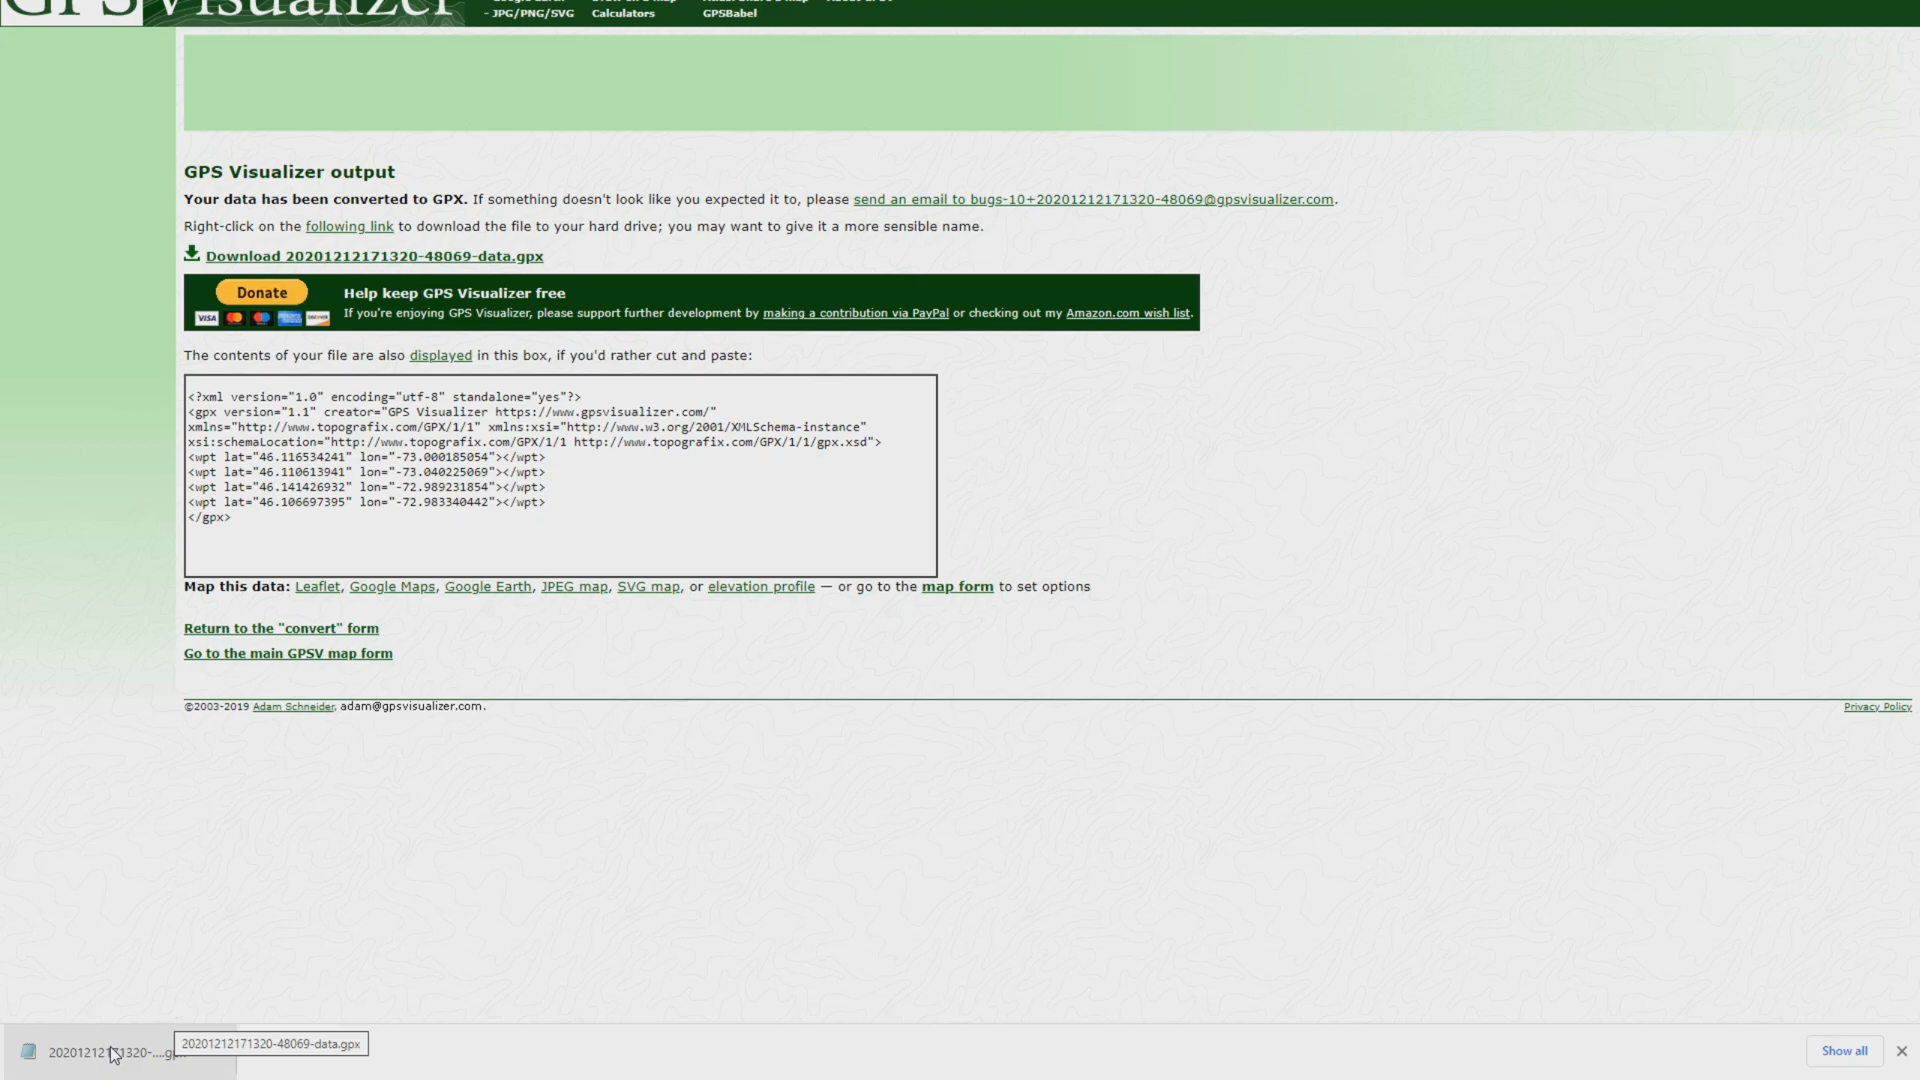 GPS Visualizer
- JPG/PNG/SVG
Calculators
GPSBabel
GPS Visualizer output
Your data has been converted to GPX. If something doesn't look like you expected it to, please send an email to bugs-10+20201212171320-48069@gpsvisualizer.com.
Right-click on the following link to download the file to your hard drive; you may want to give it a more sensible name.
Download 20201212171320-48069-data.gpx
Donate
Help keep GPS Visualizer free
VISA
If you're enjoying GPS Visualizer, please support further development by making a contribution via PayPal or checking out my Amazon.com wish list.
The contents of your file are also displayed in this box, if you'd rather cut and paste:
<?xml version="1.0" encoding="utf-8" standalone="yes"?>
<gpx version="1.1" creator="GPS Visualizer https://www.gpsvisualizer.com/"
xmlns="http://www.topografix.com/GPX/1/1" xmlns:xsi="http://www.w3.org/2001/XMLSchema-instance"
xsi:schemaLocation="http://www.topografix.com/GPX/1/1 http://www.topografix.com/GPX/1/1/gpx.xsd">
<wpt lat="46.116534241" lon="-73.000185054"></wpt>
<wpt lat="46.110613941" lon="-73.040225069"></wpt>
<wpt lat="46.141426932" lon="-72.989231854"></wpt>
<wpt lat="46.106697395" lon="-72.983340442"></wpt>
</gpx>
Map this data: Leaflet, Google Maps, Google Earth, JPEG map, SVG map, or elevation profile — or go to the map form to set options
Return to the "convert" form
Go to the main GPSV map form
©2003-2019 Adam Schneider, adam@gpsvisualizer.com.
Privacy Policy
20201212171320-....gpx
20201212171320-48069-data.gpx
Show all